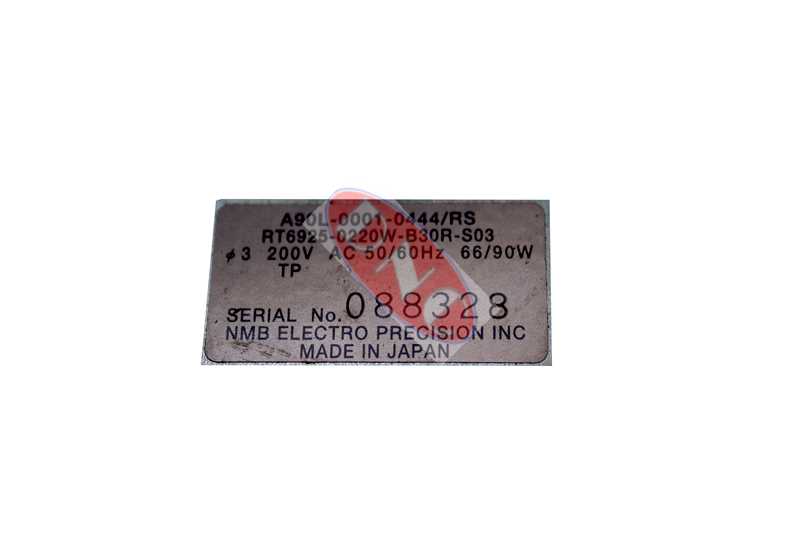 A90L-0001-0444/RS
RT6925-0220W-B30R-S03
ø3 200V AC 50/60Hz 66/90W
TP
SERIAL No. 088328
NMB ELECTRO PRECISION INC
MADE IN JAPAN